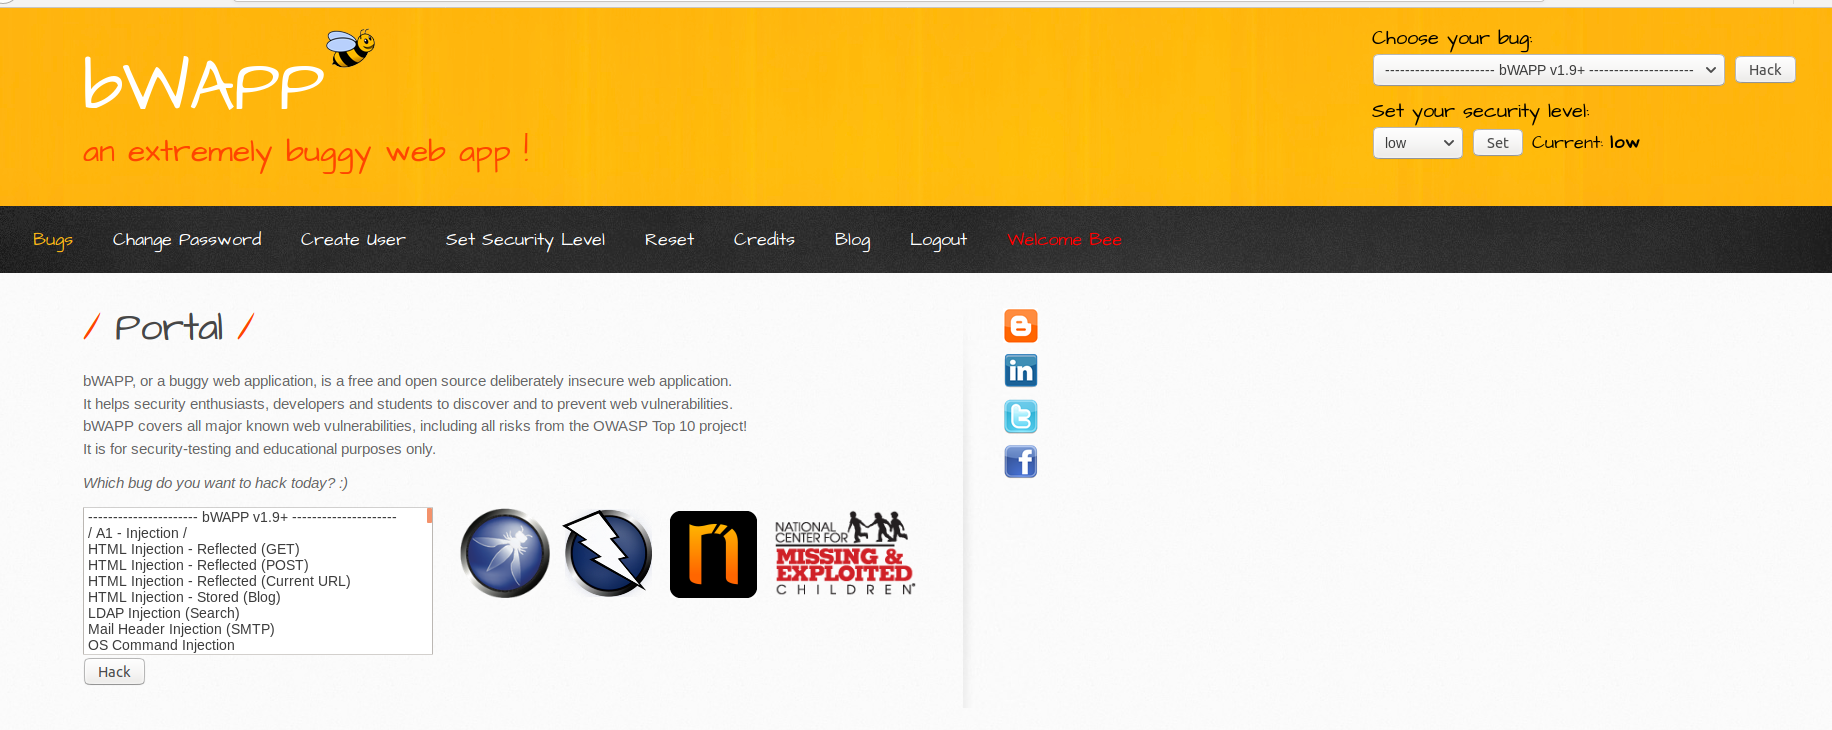 bWAPP
an extremely buggy web app !
Choose your bug:
---------------------- bWAPP v1.9+ ---------------------
Hack
Set your security level:
low
Set
Current: low
Bugs
Change Password
Create User
Set Security Level
Reset
Credits
Blog
Logout
Welcome Bee
/ Portal /
bWAPP, or a buggy web application, is a free and open source deliberately insecure web application.
It helps security enthusiasts, developers and students to discover and to prevent web vulnerabilities.
bWAPP covers all major known web vulnerabilities, including all risks from the OWASP Top 10 project!
It is for security-testing and educational purposes only.
Which bug do you want to hack today? :)
---------------------- bWAPP v1.9+ ---------------------
/ A1 - Injection /
HTML Injection - Reflected (GET)
HTML Injection - Reflected (POST)
HTML Injection - Reflected (Current URL)
HTML Injection - Stored (Blog)
LDAP Injection (Search)
Mail Header Injection (SMTP)
OS Command Injection
Hack
NATIONAL
CENTER FOR
MISSING &
EXPLOITED
CHILDREN®
in
t
f